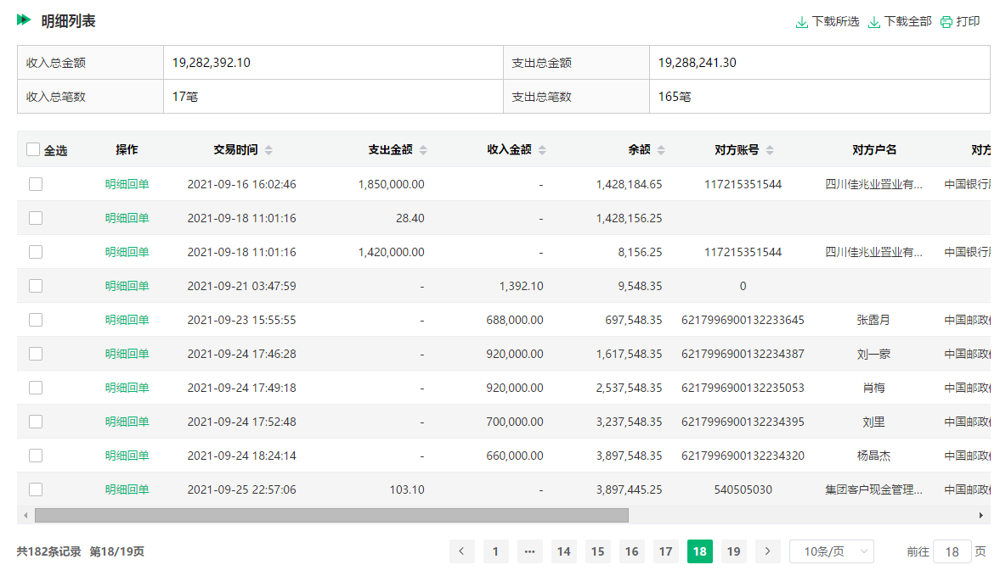 明细列表 下载所选 下载全部 打印
收入总金额 19,282,392.10 支出总金额 19,288,241.30
收入总笔数 17笔 支出总笔数 165笔
全选 操作 交易时间 支出金额 收入金额 余额 对方账号 对方户名 对方
明细回单 2021-09-16 16:02:46 1,850,000.00 - 1,428,184.65 117215351544 四川佳兆业置业有... 中国银行
明细回单 2021-09-18 11:01:16 28.40 - 1,428,156.25
明细回单 2021-09-18 11:01:16 1,420,000.00 - 8,156.25 117215351544 四川佳兆业置业有... 中国银行
明细回单 2021-09-21 03:47:59 - 1,392.10 9,548.35 0
明细回单 2021-09-23 15:55:55 - 688,000.00 697,548.35 6217996900132233645 张露月 中国邮政
明细回单 2021-09-24 17:46:28 - 920,000.00 1,617,548.35 6217996900132234387 刘一蒙 中国邮政
明细回单 2021-09-24 17:49:18 - 920,000.00 2,537,548.35 6217996900132235053 肖梅 中国邮政
明细回单 2021-09-24 17:52:48 - 700,000.00 3,237,548.35 6217996900132234395 刘里 中国邮政
明细回单 2021-09-24 18:24:14 - 660,000.00 3,897,548.35 6217996900132234320 杨晶杰 中国邮政
明细回单 2021-09-25 22:57:06 103.10 - 3,897,445.25 540505030 集团客户现金管理... 中国邮政
共182条记录 第18/19页 1 ... 14 15 16 17 18 19 10条/页 前往 18 页